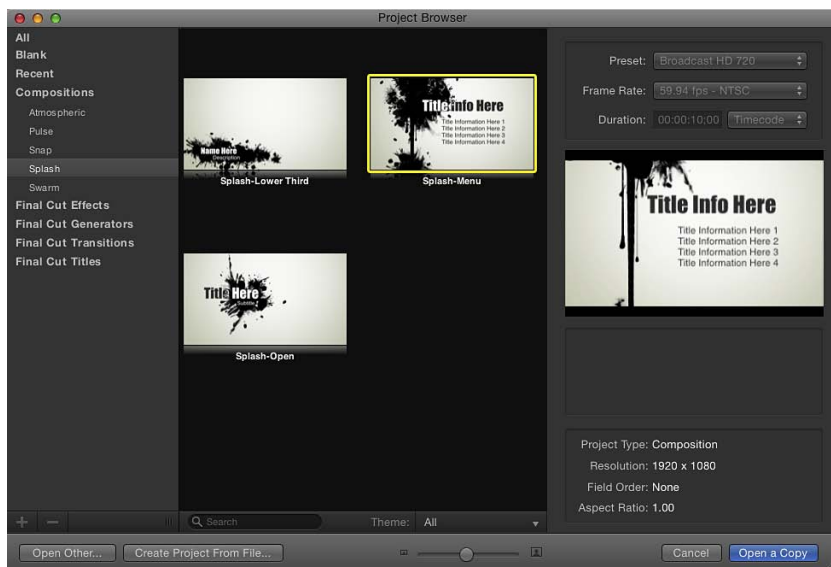 Project Browser
All
Blank
Recent
Compositions
Atmospheric
Pulse
Snap
Splash
Swarm
Final Cut Effects
Final Cut Generators
Final Cut Transitions
Final Cut Titles
Name Here
Description
Splash-Lower Third
Title Info Here
Title Information Here 1
Title Information Here 2
Title Information Here 3
Title Information Here 4
Splash-Menu
Title Here
Subtitle
Splash-Open
Preset: Broadcast HD 720
Frame Rate: 59.94 fps - NTSC
Duration: 00:00:10;00 Timecode
Title Info Here
Title Information Here 1
Title Information Here 2
Title Information Here 3
Title Information Here 4
Project Type: Composition
Resolution: 1920 x 1080
Field Order: None
Aspect Ratio: 1.00
Search
Theme: All
Open Other...
Create Project From File...
Cancel
Open a Copy